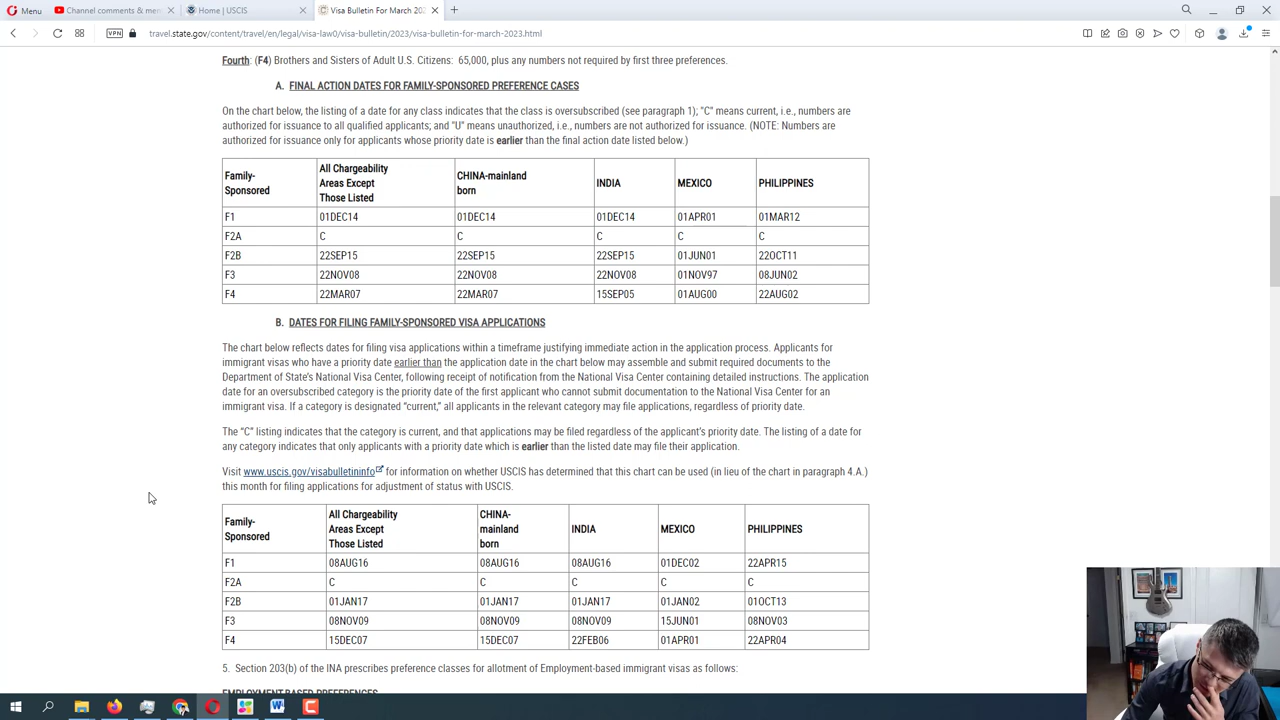 Menu
Channel comments & men
Home | USCIS
Visa Bulletin For March 202
VPN
travel.state.gov/content/travel/en/legal/visa-law0/visa-bulletin/2023/visa-bulletin-for-march-2023.html
Fourth: (F4) Brothers and Sisters of Adult U.S. Citizens: 65,000, plus any numbers not required by first three preferences.
A. FINAL ACTION DATES FOR FAMILY-SPONSORED PREFERENCE CASES
On the chart below, the listing of a date for any class indicates that the class is oversubscribed (see paragraph 1); "C" means current, i.e., numbers are
authorized for issuance to all qualified applicants; and "U" means unauthorized, i.e., numbers are not authorized for issuance. (NOTE: Numbers are
authorized for issuance only for applicants whose priority date is earlier than the final action date listed below.)
Family-
Sponsored
All Chargeability
Areas Except
Those Listed
CHINA-mainland
born
INDIA
MEXICO
PHILIPPINES
F1 01DEC14 01DEC14 01DEC14 01APR01 01MAR12
F2A C C C C C
F2B 22SEP15 22SEP15 22SEP15 01JUN01 22OCT11
F3 22NOV08 22NOV08 22NOV08 01NOV97 08JUN02
F4 22MAR07 22MAR07 15SEP05 01AUG00 22AUG02
B. DATES FOR FILING FAMILY-SPONSORED VISA APPLICATIONS
The chart below reflects dates for filing visa applications within a timeframe justifying immediate action in the application process. Applicants for
immigrant visas who have a priority date earlier than the application date in the chart below may assemble and submit required documents to the
Department of State's National Visa Center, following receipt of notification from the National Visa Center containing detailed instructions. The application
date for an oversubscribed category is the priority date of the first applicant who cannot submit documentation to the National Visa Center for an
immigrant visa. If a category is designated “current,” all applicants in the relevant category may file applications, regardless of priority date.
The “C” listing indicates that the category is current, and that applications may be filed regardless of the applicant's priority date. The listing of a date for
any category indicates that only applicants with a priority date which is earlier than the listed date may file their application.
Visit www.uscis.gov/visabulletininfo for information on whether USCIS has determined that this chart can be used (in lieu of the chart in paragraph 4.A.)
this month for filing applications for adjustment of status with USCIS.
Family-
Sponsored
All Chargeability
Areas Except
Those Listed
CHINA-
mainland
born
INDIA
MEXICO
PHILIPPINES
F1 08AUG16 08AUG16 08AUG16 01DEC02 22APR15
F2A C C C C C
F2B 01JAN17 01JAN17 01JAN17 01JAN02 01OCT13
F3 08NOV09 08NOV09 08NOV09 15JUN01 08NOV03
F4 15DEC07 15DEC07 22FEB06 01APR01 22APR04
5. Section 203(b) of the INA prescribes preference classes for allotment of Employment-based immigrant visas as follows:
EMPLOYMENT-BASED PREFERENCES